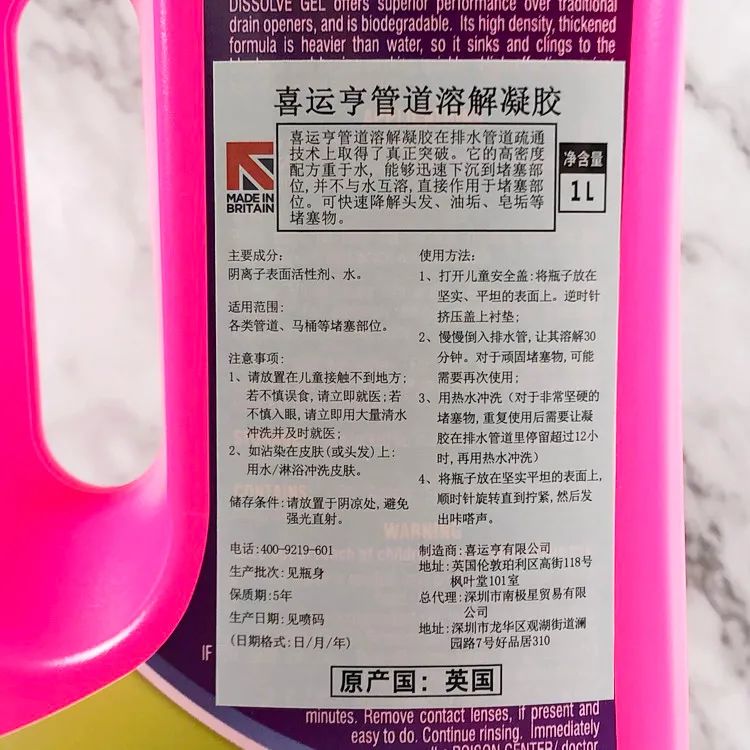 DISSOLVE GEL offers superior performance over traditional
drain openers, and is biodegradable. Its high density, thickened
formula is heavier than water, so it sinks and clings to the
喜运亨管道溶解凝胶
MADE IN
BRITAIN
喜运亨管道溶解凝胶在排水管道疏通
技术上取得了真正突破。它的高密度
配方重于水, 能够迅速下沉到堵塞部
位, 并不与水互溶, 直接作用于堵塞部
位。可快速降解头发、油垢、皂垢等
堵塞物。
净含量
1L
主要成分:
阴离子表面活性剂、水。
适用范围:
各类管道、马桶等堵塞部位。
注意事项:
1、请放置在儿童接触不到地方;
若不慎误食, 请立即就医; 若
不慎入眼, 请立即用大量清水
冲洗并及时就医;
2、如沾染在皮肤(或头发)上:
用水/淋浴冲洗皮肤。
储存条件: 请放置于阴凉处, 避免
强光直射。
电话: 400-9219-601
生产批次: 见瓶身
保质期: 5年
生产日期: 见喷码
(日期格式: 日/月/年)
使用方法:
1、打开儿童安全盖: 将瓶子放在
坚实、平坦的表面上。逆时针
挤压盖上衬垫;
2、慢慢倒入排水管, 让其溶解30
分钟。对于顽固堵塞物, 可能
需要再次使用;
3、用热水冲洗（对于非常坚硬的
堵塞物, 重复使用后需要让凝
胶在排水管道里停留超过12小
时, 再用热水冲洗）
4、将瓶子放在坚实平坦的表面上,
顺时针旋转直到拧紧, 然后发
出咔嗒声。
制造商: 喜运亨有限公司
地址: 英国伦敦珀利区高街118号
枫叶堂101室
总代理: 深圳市南极星贸易有限
公司
地址: 深圳市龙华区观湖街道澜
园路7号好品居310
CONTAINS
WARNING
IF
原产国: 英国
minutes. Remove contact lenses, if present and
easy to do. Continue rinsing. Immediately
POISON CENTER/ doctor